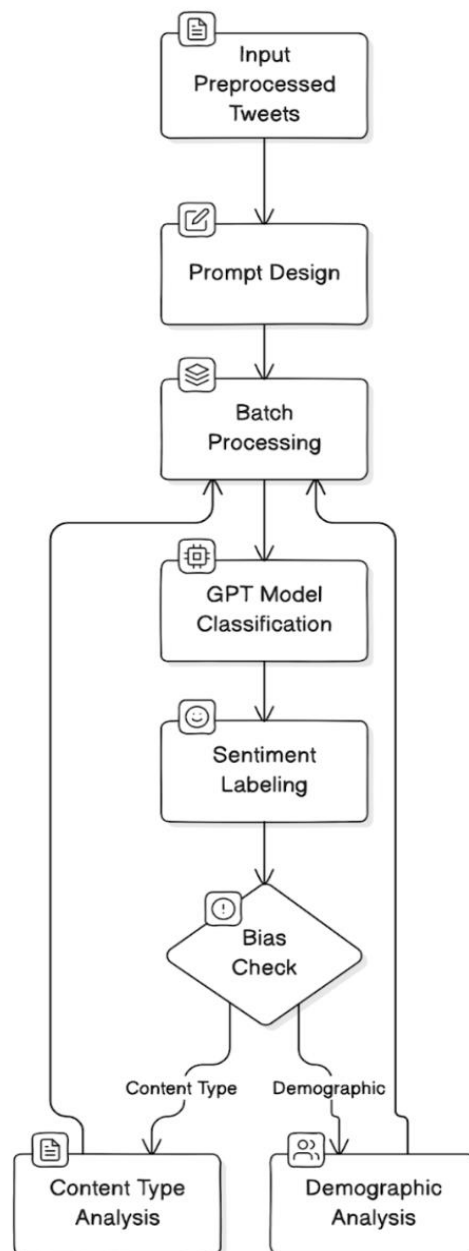 Input
Preprocessed
Tweets
Prompt Design
Batch
Processing
GPT Model
Classification
Sentiment
Labeling
Bias
Check
Content Type
Demographic
Content Type
Analysis
Demographic
Analysis